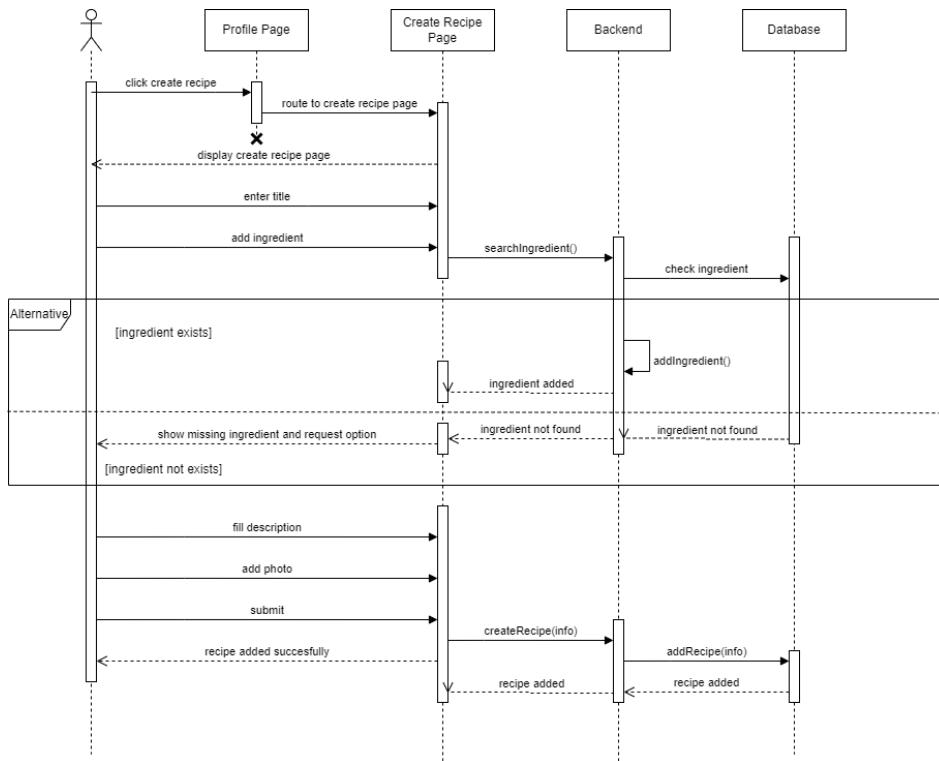 Profile Page
Create Recipe
Page
Backend
Database
click create recipe
route to create recipe page
display create recipe page
enter title
add ingredient
searchIngredient()
check ingredient
Alternative
[ingredient exists]
addIngredient()
ingredient added
show missing ingredient and request option
ingredient not found
ingredient not found
[ingredient not exists]
fill description
add photo
submit
createRecipe(info)
recipe added succesfully
addRecipe(info)
recipe added
recipe added